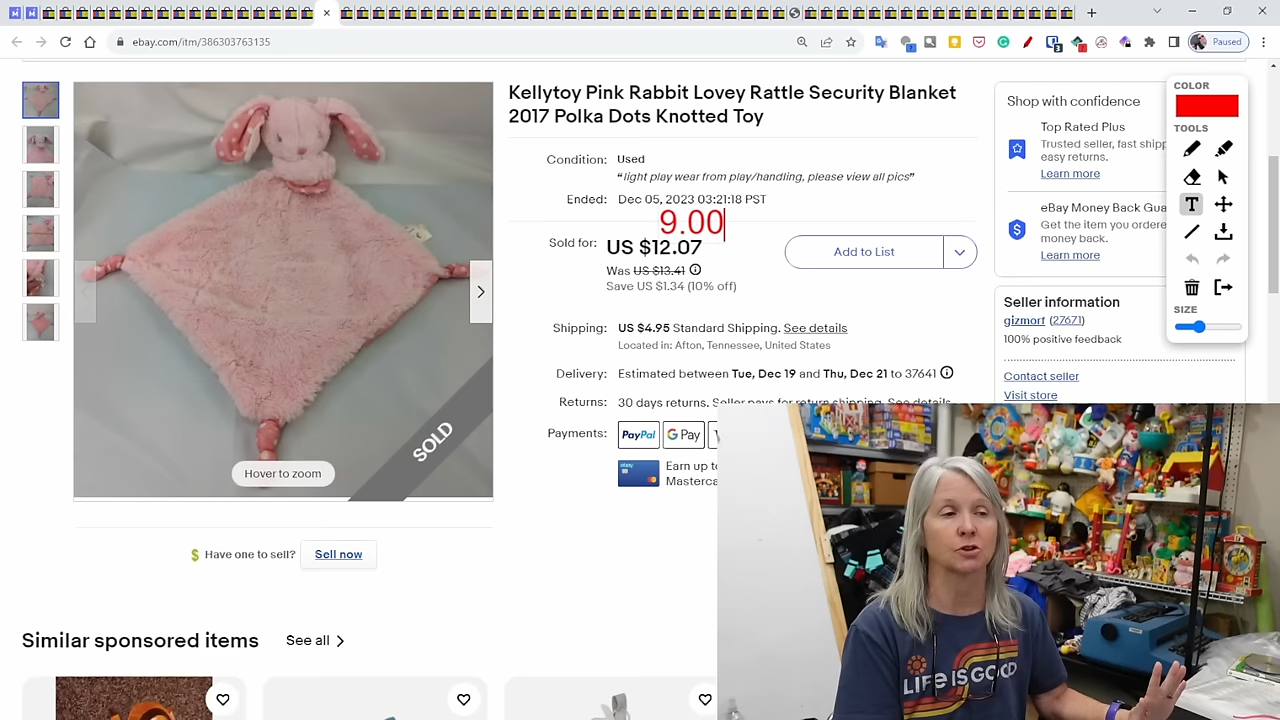 ebay.com/itm/386303763135
Paused
Kellytoy Pink Rabbit Lovey Rattle Security Blanket
2017 Polka Dots Knotted Toy
Condition: Used
"light play wear from play/handling, please view all pics"
Ended: Dec 05, 2023 03:21:18 PST
9.00
Sold for: US $12.07
Was US $13.41
Save US $1.34 (10% off)
Add to List
Shipping: US $4.95 Standard Shipping. See details
Located in: Afton, Tennessee, United States
Delivery: Estimated between Tue, Dec 19 and Thu, Dec 21 to 37641
Returns: 30 days returns. Seller pays for return shipping. See details
Payments: PayPal G Pay
Earn up to
Masterca
SOLD
Hover to zoom
Have one to sell? Sell now
Similar sponsored items See all
Shop with confidence
Top Rated Plus
Trusted seller, fast shipp
easy returns.
Learn more
eBay Money Back Gua
Get the item you ordere
money back.
Learn more
Seller information
gizmorf (27671)
100% positive feedback
Contact seller
Visit store
COLOR
TOOLS
T
SIZE
LIFE IS GOOD